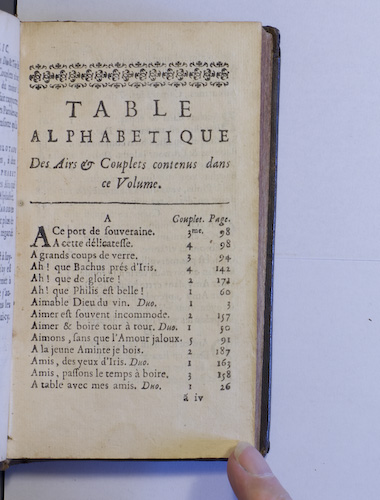 TABLE
ALPHABETIQUE
Des Airs & Couplets contenus dans
ce Volume.
A Couplet. Page.
A Ce port de souveraine. 3me. 98
A cette délicatesse. 4 98
A grands coups de verre. 3 94
Ah! que Bachus prés d'Iris. 4 142
Ah! que de gloire! 2 172
Ah! que Philis est belle! 1 60
Aimable Dieu du vin. Duo. 1 3
Aimer est souvent incommode. 2 157
Aimer & boire tour à tour. Duo. 1 50
Aimons, sans que l'Amour jaloux. 5 91
A la jeune Aminte je bois. 2 187
Amis, des yeux d'Iris. Duo. 1 163
Amis, passons le temps à boire. 3 158
A table avec mes amis. Duo. 1 26
à iv